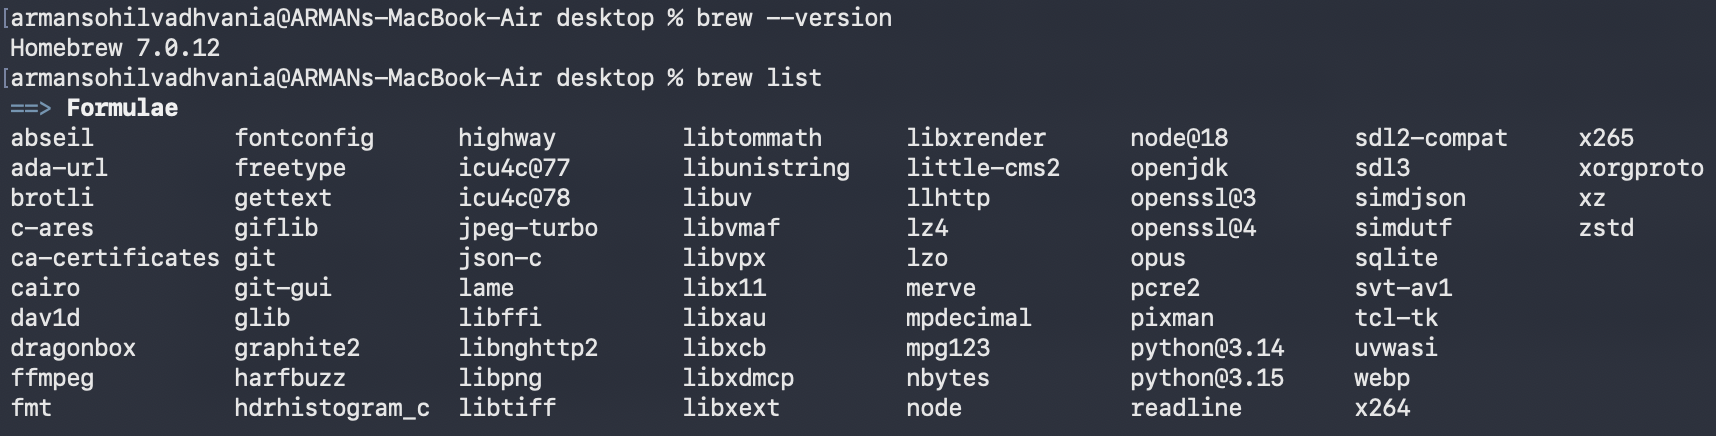 [armansohilvadhvania@ARMANs-MacBook-Air desktop % brew --version
Homebrew 7.0.12
[armansohilvadhvania@ARMANs-MacBook-Air desktop % brew list
==> Formulae
abseil fontconfig highway libtommath libxrender node@18 sdl2-compat x265
ada-url freetype icu4c@77 libunistring little-cms2 openjdk sdl3 xorgproto
brotli gettext icu4c@78 libuv llhttp openssl@3 simdjson xz
c-ares giflib jpeg-turbo libvmaf lz4 openssl@4 simdutf zstd
ca-certificates git json-c libvpx lzo opus sqlite
cairo git-gui lame libx11 merve pcre2 svt-av1
dav1d glib libffi libxau mpdecimal pixman tcl-tk
dragonbox graphite2 libnghttp2 libxcb mpg123 python@3.14 uvwasi
ffmpeg harfbuzz libpng libxdmcp nbytes python@3.15 webp
fmt hdrhistogram_c libtiff libxext node readline x264